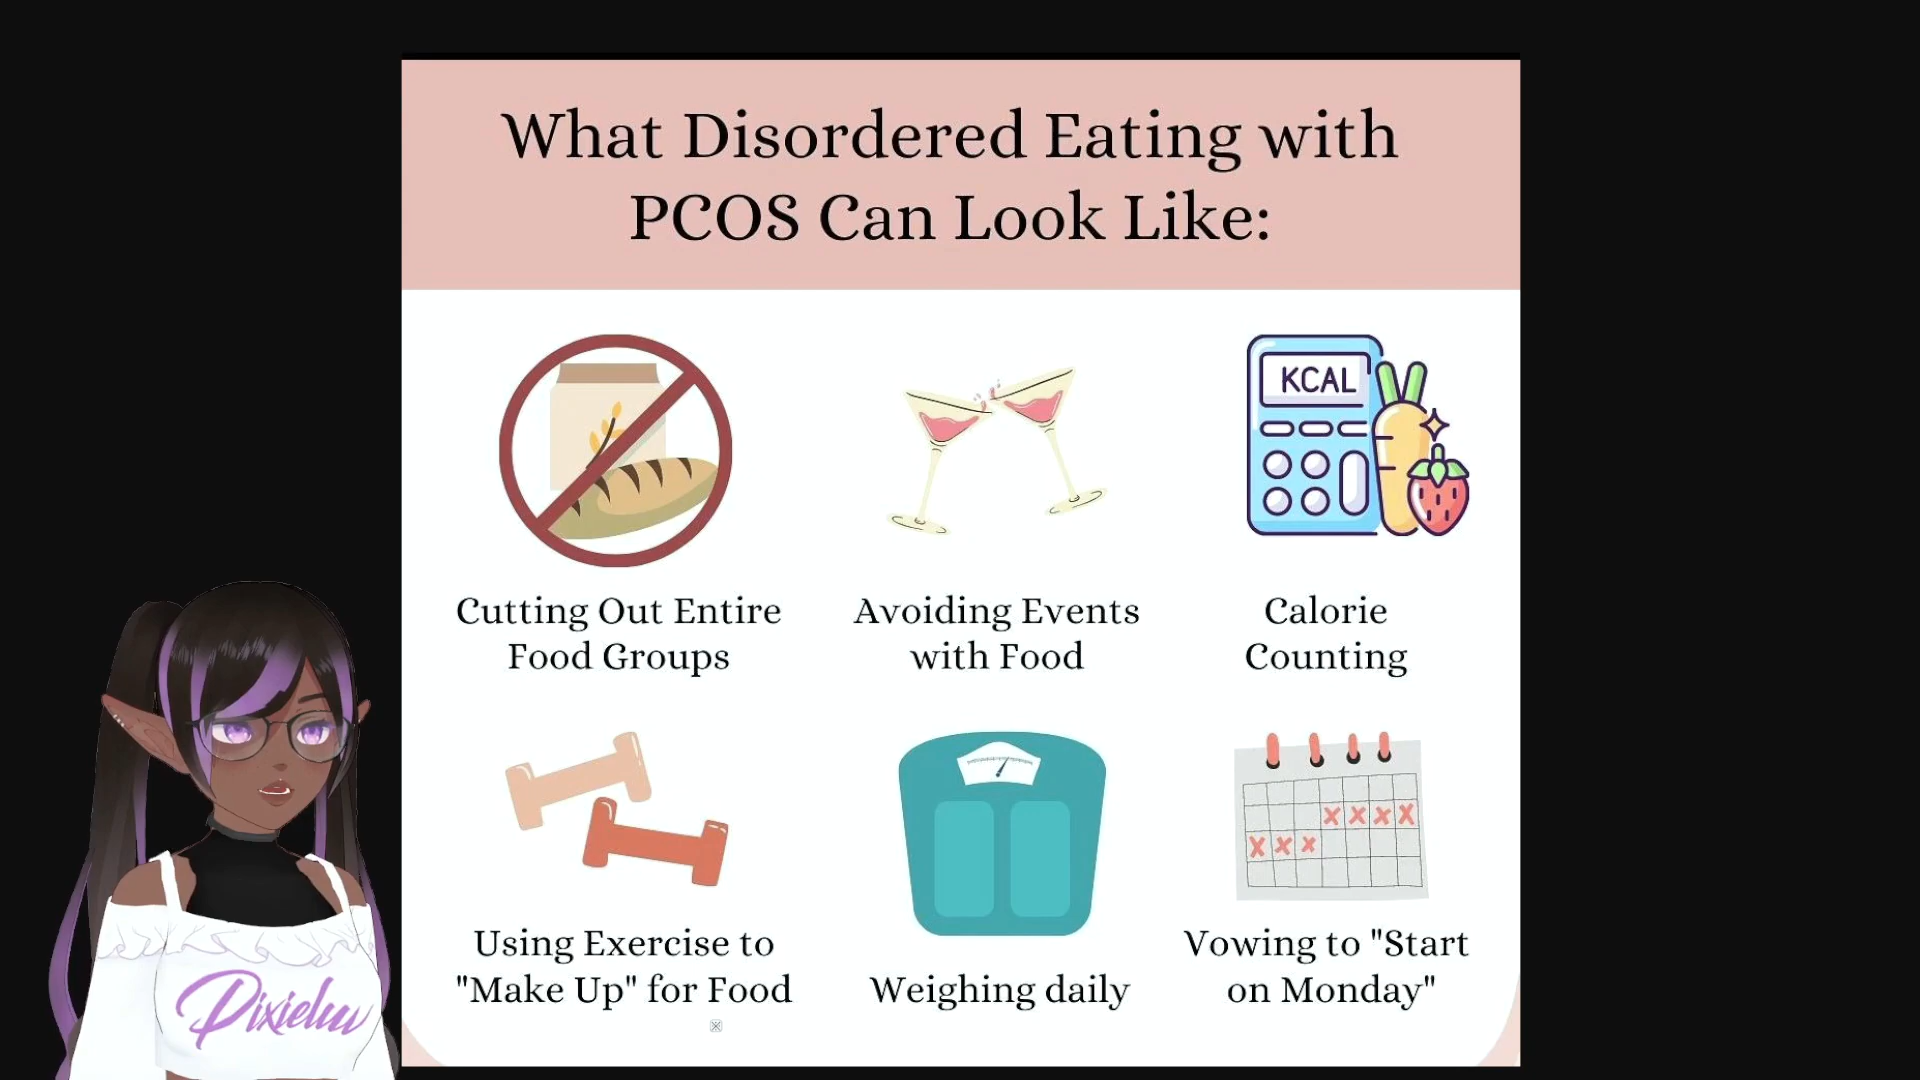 What Disordered Eating with
PCOS Can Look Like:
KCAL
Cutting Out Entire
Food Groups
Avoiding Events
with Food
Calorie
Counting
Using Exercise to
"Make Up" for Food
Weighing daily
Vowing to "Start
on Monday"
Pixieluv